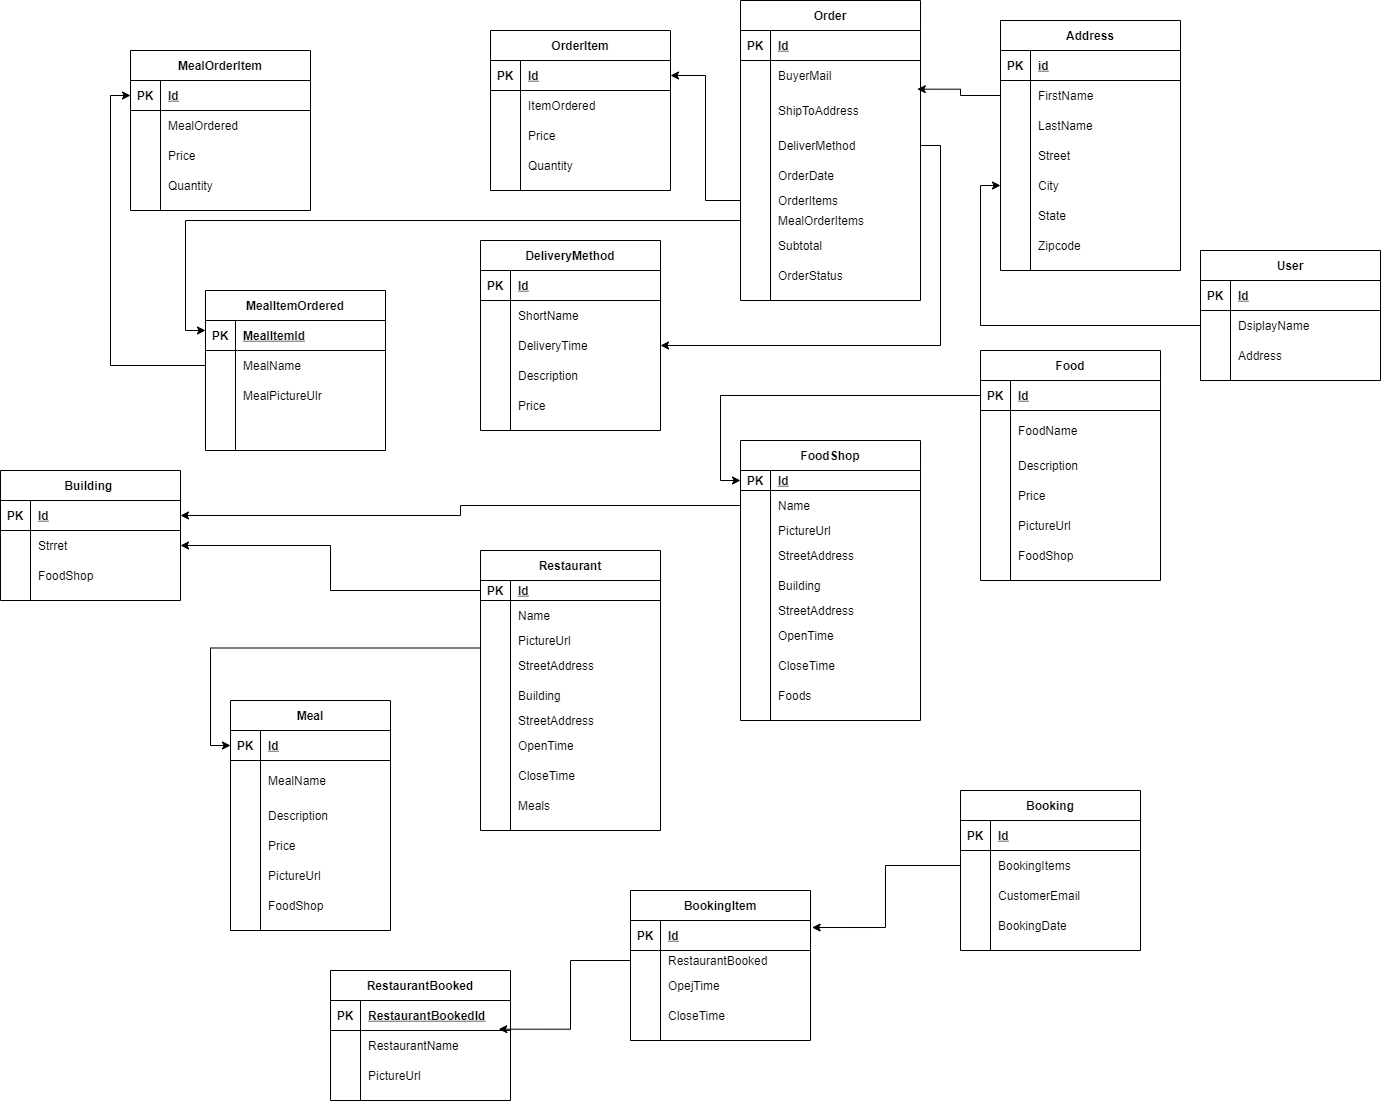 Order
PK Id
BuyerMail
ShipToAddress
DeliverMethod
OrderDate
OrderItems
MealOrderItems
Subtotal
OrderStatus
Address
PK id
FirstName
LastName
Street
City
State
Zipcode
OrderItem
PK Id
ItemOrdered
Price
Quantity
MealOrderItem
PK Id
MealOrdered
Price
Quantity
DeliveryMethod
PK Id
ShortName
DeliveryTime
Description
Price
User
PK Id
DsiplayName
Address
MealItemOrdered
PK MealItemId
MealName
MealPictureUlr
Food
PK Id
FoodName
Description
Price
PictureUrl
FoodShop
FoodShop
PK Id
Name
PictureUrl
StreetAddress
Building
StreetAddress
OpenTime
CloseTime
Foods
Building
PK Id
Strret
FoodShop
Restaurant
PK Id
Name
PictureUrl
StreetAddress
Building
StreetAddress
OpenTime
CloseTime
Meals
Meal
PK Id
MealName
Description
Price
PictureUrl
FoodShop
Booking
PK Id
BookingItems
CustomerEmail
BookingDate
BookingItem
PK Id
RestaurantBooked
OpejTime
CloseTime
RestaurantBooked
PK RestaurantBookedId
RestaurantName
PictureUrl